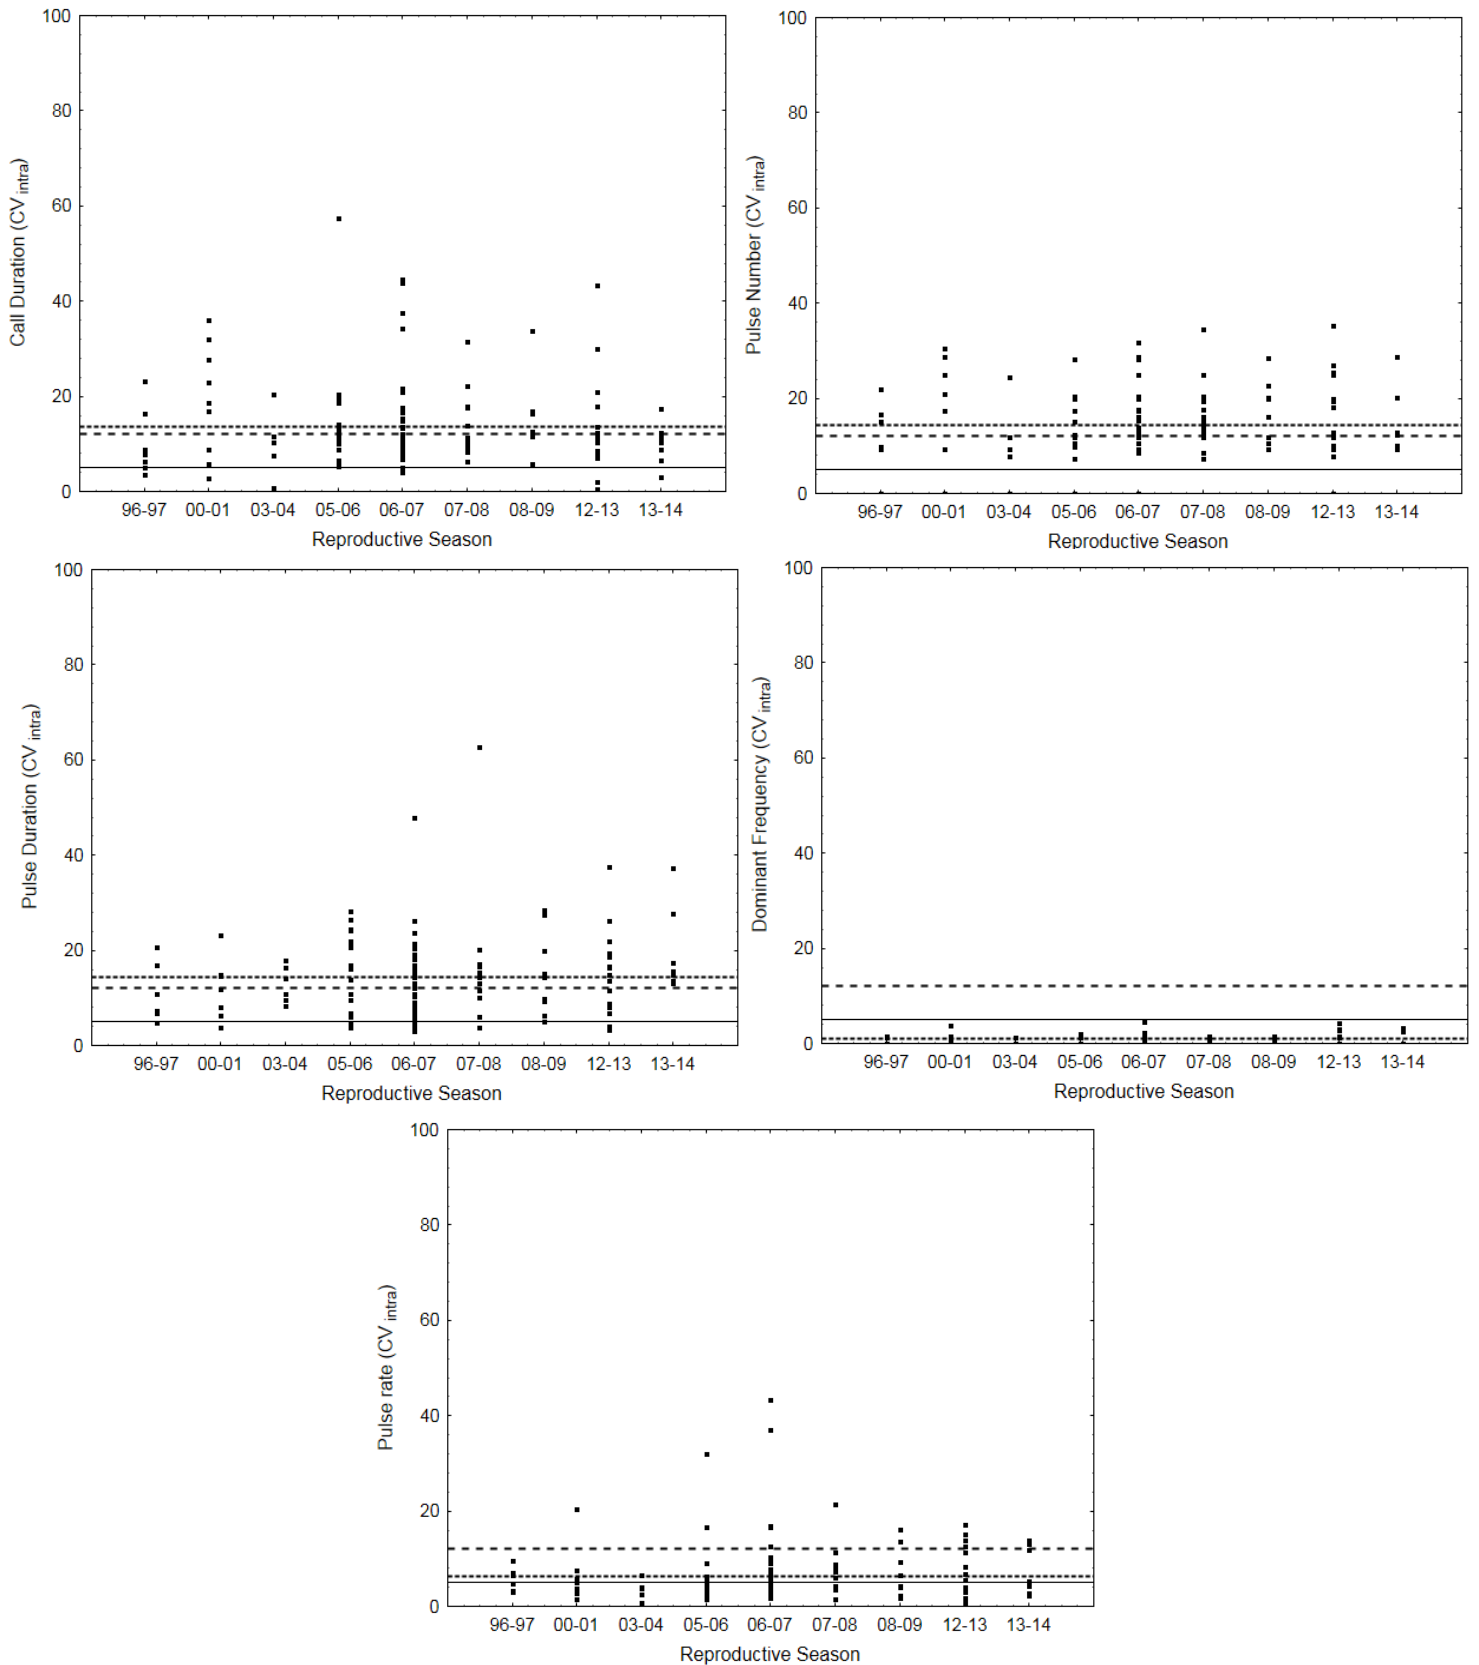 100
80
60
40
20
0
Call Duration (CV intra)
96-97 00-01 03-04 05-06 06-07 07-08 08-09 12-13 13-14
Reproductive Season
100
80
60
40
20
0
Pulse Number (CV intra)
96-97 00-01 03-04 05-06 06-07 07-08 08-09 12-13 13-14
Reproductive Season
100
80
60
40
20
0
Pulse Duration (CV intra)
96-97 00-01 03-04 05-06 06-07 07-08 08-09 12-13 13-14
Reproductive Season
100
80
60
40
20
0
Dominant Frequency (CV intra)
96-97 00-01 03-04 05-06 06-07 07-08 08-09 12-13 13-14
Reproductive Season
100
80
60
40
20
0
Pulse rate (CV intra)
96-97 00-01 03-04 05-06 06-07 07-08 08-09 12-13 13-14
Reproductive Season